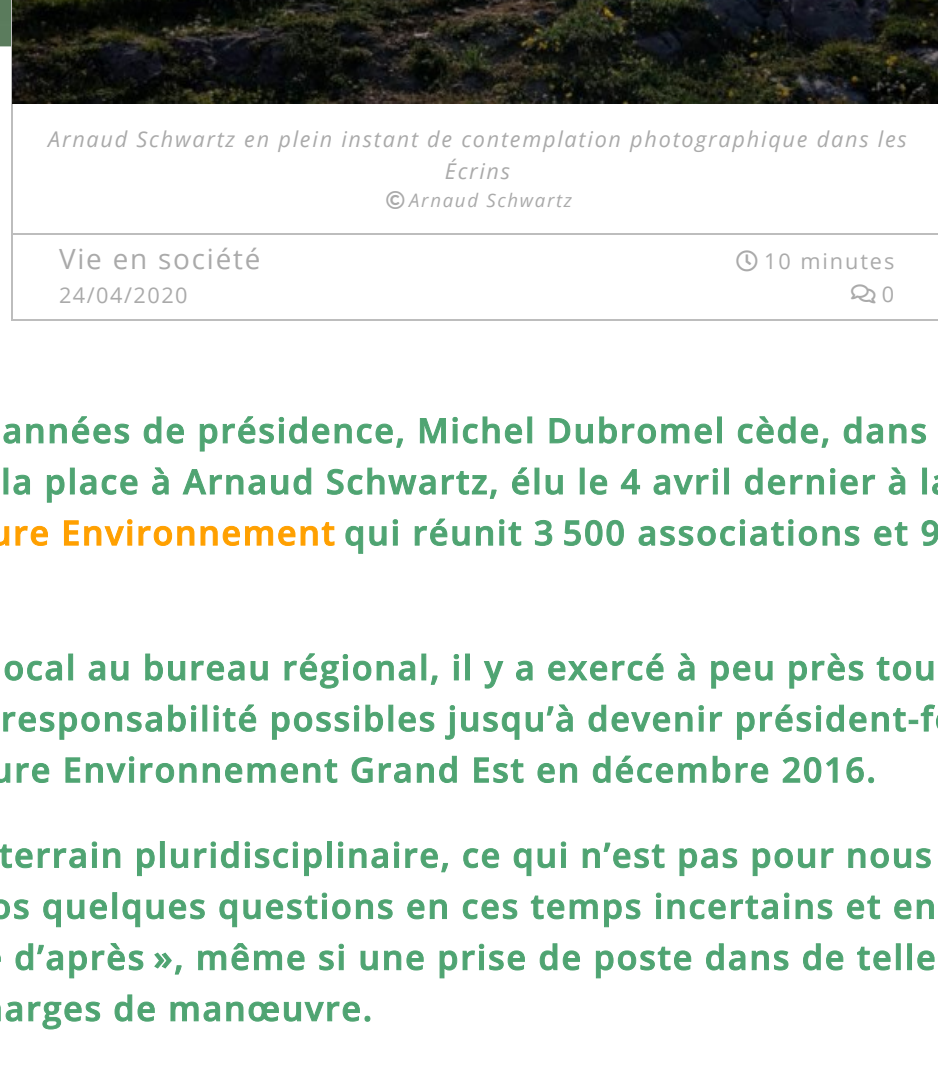 Arnaud Schwartz en plein instant de contemplation photographique dans les
Écrins
©Arnaud Schwartz
Vie en société
10 minutes
24/04/2020
0
années de présidence, Michel Dubromel cède, dans
la place à Arnaud Schwartz, élu le 4 avril dernier à la
ure Environnement qui réunit 3 500 associations et 9
local au bureau régional, il y a exercé à peu près tou
responsabilité possibles jusqu’à devenir président-fo
ure Environnement Grand Est en décembre 2016.
terrain pluridisciplinaire, ce qui n’est pas pour nous
os quelques questions en ces temps incertains et en
d’après », même si une prise de poste dans de telle
arges de manœuvre.